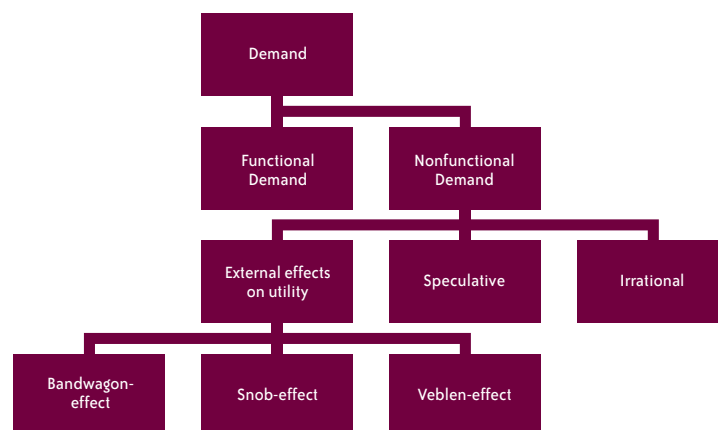 Demand
Functional
Demand
Nonfunctional
Demand
External effects
on utility
Speculative
Irrational
Bandwagon-
effect
Snob-effect
Veblen-effect